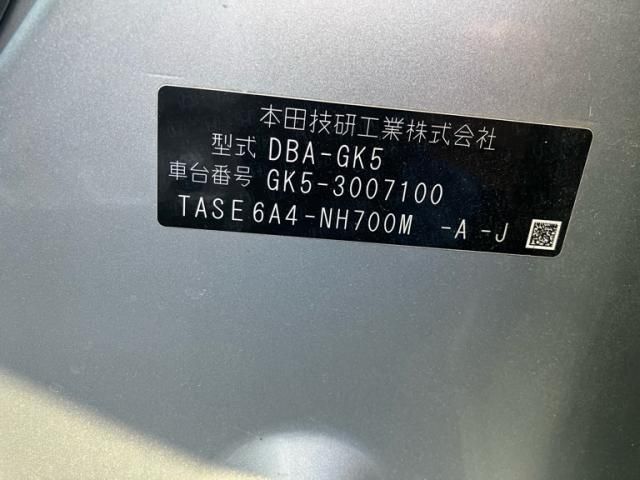 本田技研工業株式会社
型式 DBA-GK5
車台番号 GK5-3007100
TASE6A4-NH700M -A -J